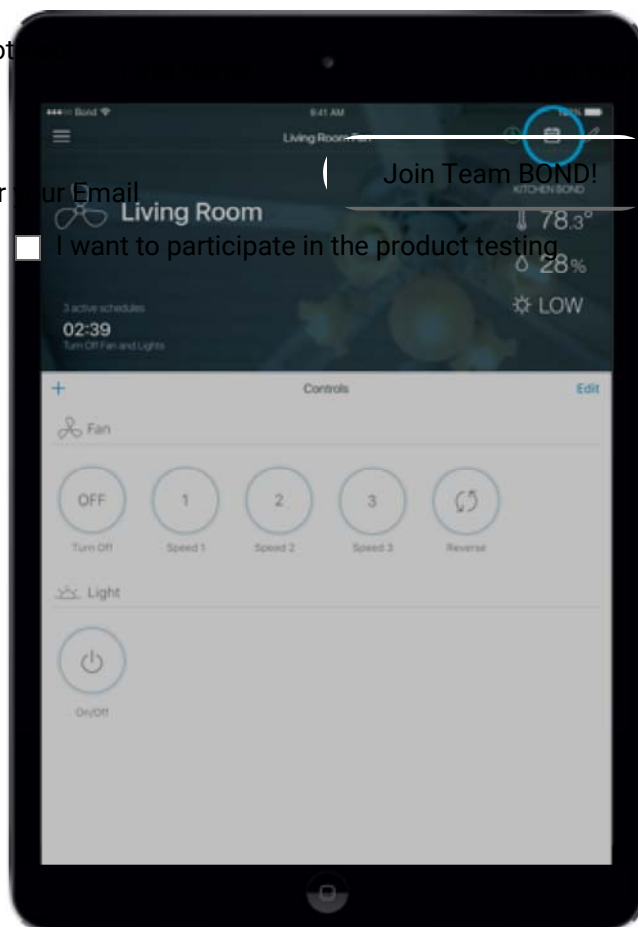 Bond
9:41 AM
Living Room Fan
Join Team BOND!
ur Email
KITCHEN BOND
Living Room
78.3°
I want to participate in the product testing
28%
3 active schedules
LOW
02:39
Turn Off Fan and Lights
+ Controls Edit
Fan
OFF 1 2 3
Turn Off Speed 1 Speed 2 Speed 3 Reverse
Light
On/Off